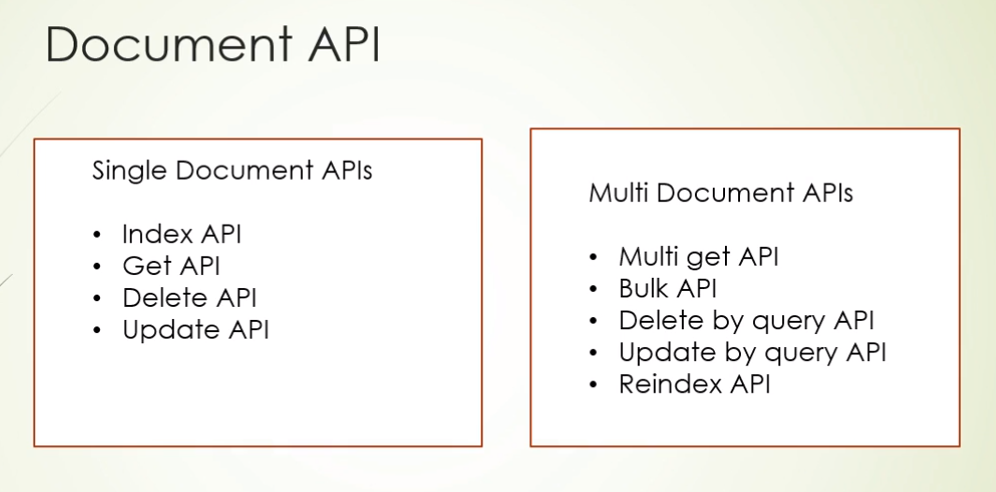 Document API
Single Document APIs
• Index API
• Get API
• Delete API
• Update API
Multi Document APIs
• Multi get API
• Bulk API
• Delete by query API
• Update by query API
• Reindex API